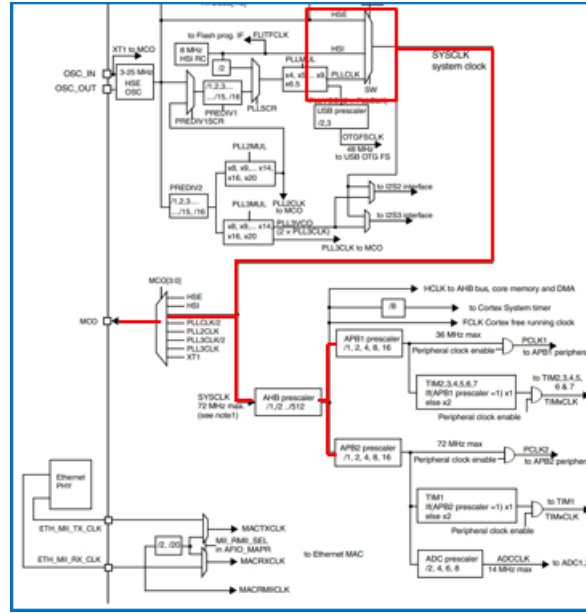 to Flash prog. IF
FLITFCLK
HSE
XT1 to MCO
8 MHz
HSI RC
HSI
/2
PLLMUL
x4, x5,... x9,
x6.5
PLLCLK
SW
SYSCLK
system clock
OSC_IN
OSC_OUT
3-25 MHz
HSE
OSC
/1,2,3....
..../15, /16
PREDIV1
PREDIV1SCR
PLLSCR
USB prescaler
/2,3
OTGFSCLK
48 MHz
to USB OTG FS
PLL2MUL
x8, x9,... x14,
x16, x20
PLL2CLK
to MCO
PREDIV2
/1,2,3....
..../15, /16
PLL3MUL
x8, x9,... x14,
x16, x20
PLL3VCO
(2 × PLL3CLK)
PLL3CLK to MCO
to I2S2 interface
to I2S3 interface
MCO[3:0]
MCO
HSE
HSI
PLLCLK/2
PLL2CLK
PLL3CLK/2
PLL3CLK
XT1
HCLK to AHB bus, core memory and DMA
/8
to Cortex System timer
FCLK Cortex free running clock
SYSCLK
72 MHz max.
(see note1)
AHB prescaler
/1,/2 ../512
APB1 prescaler
/1, 2, 4, 8, 16
36 MHz max
Peripheral clock enable
PCLK1
to APB1 peripheral
TIM2,3,4,5,6,7
If(APB1 prescaler =1) x1
else x2
to TIM2,3,4,5,
6 & 7
TIMxCLK
Peripheral clock enable
APB2 prescaler
/1, 2, 4, 8, 16
72 MHz max
Peripheral clock enable
PCLK2
to APB2 peripher
TIM1
If(APB2 prescaler =1) x1
else x2
to TIM1
TIMxCLK
Peripheral clock enable
ADC prescaler
/2, 4, 6, 8
ADCCLK
14 MHz max
to ADC1,
Ethernet
PHY
ETH_MII_TX_CLK
ETH_MII_RX_CLK
/2, /20
MII_RMII_SEL
in AFIO_MAPR
MACTXCLK
MACRXCLK
MACRMIICLK
to Ethernet MAC